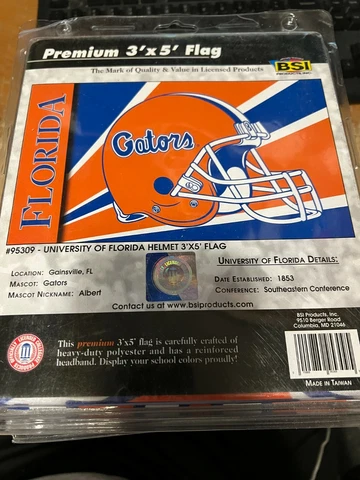 Premium 3'x5' Flag
The Mark of Quality & Value in Licensed Products
BSI
FLORIDA
Gators
#95309 - UNIVERSITY OF FLORIDA HELMET 3'X5' FLAG
LOCATION: Gainsville, FL
MASCOT: Gators
MASCOT NICKNAME: Albert
UNIVERSITY OF FLORIDA DETAILS:
DATE ESTABLISHED: 1853
CONFERENCE: Southeastern Conference
Contact us at www.bsiproducts.com
BSI Products, Inc.
9510 Berger Road
Columbia, MD 21046
This premium 3'x5' flag is carefully crafted of
heavy-duty polyester and has a reinforced
headband. Display your school colors proudly!
MADE IN TAIWAN